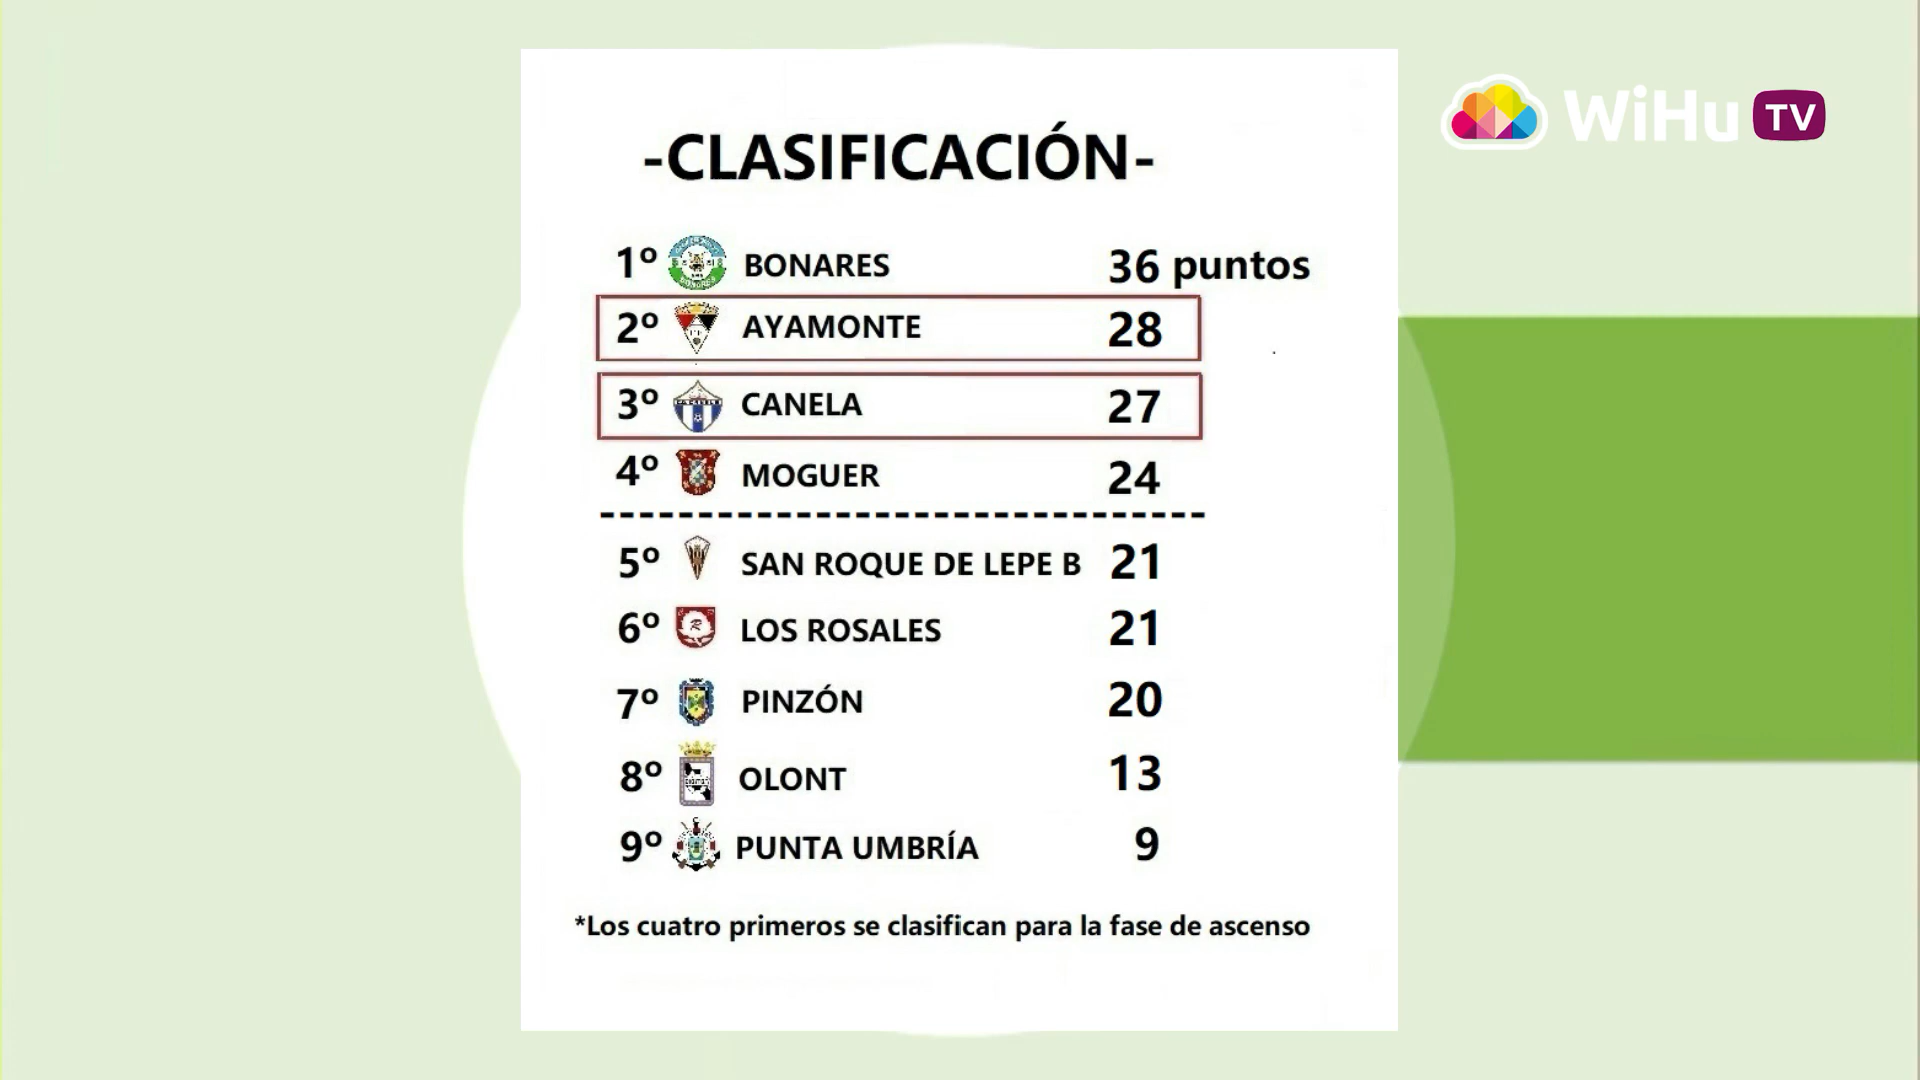 WiHu TV
-CLASIFICACIÓN-
1º BONARES 36 puntos
2º AYAMONTE 28
3º CANELA 27
4º MOGUER 24
5º SAN ROQUE DE LEPE B 21
6º LOS ROSALES 21
7º PINZÓN 20
8º OLONT 13
9º PUNTA UMBRÍA 9
*Los cuatro primeros se clasifican para la fase de ascenso